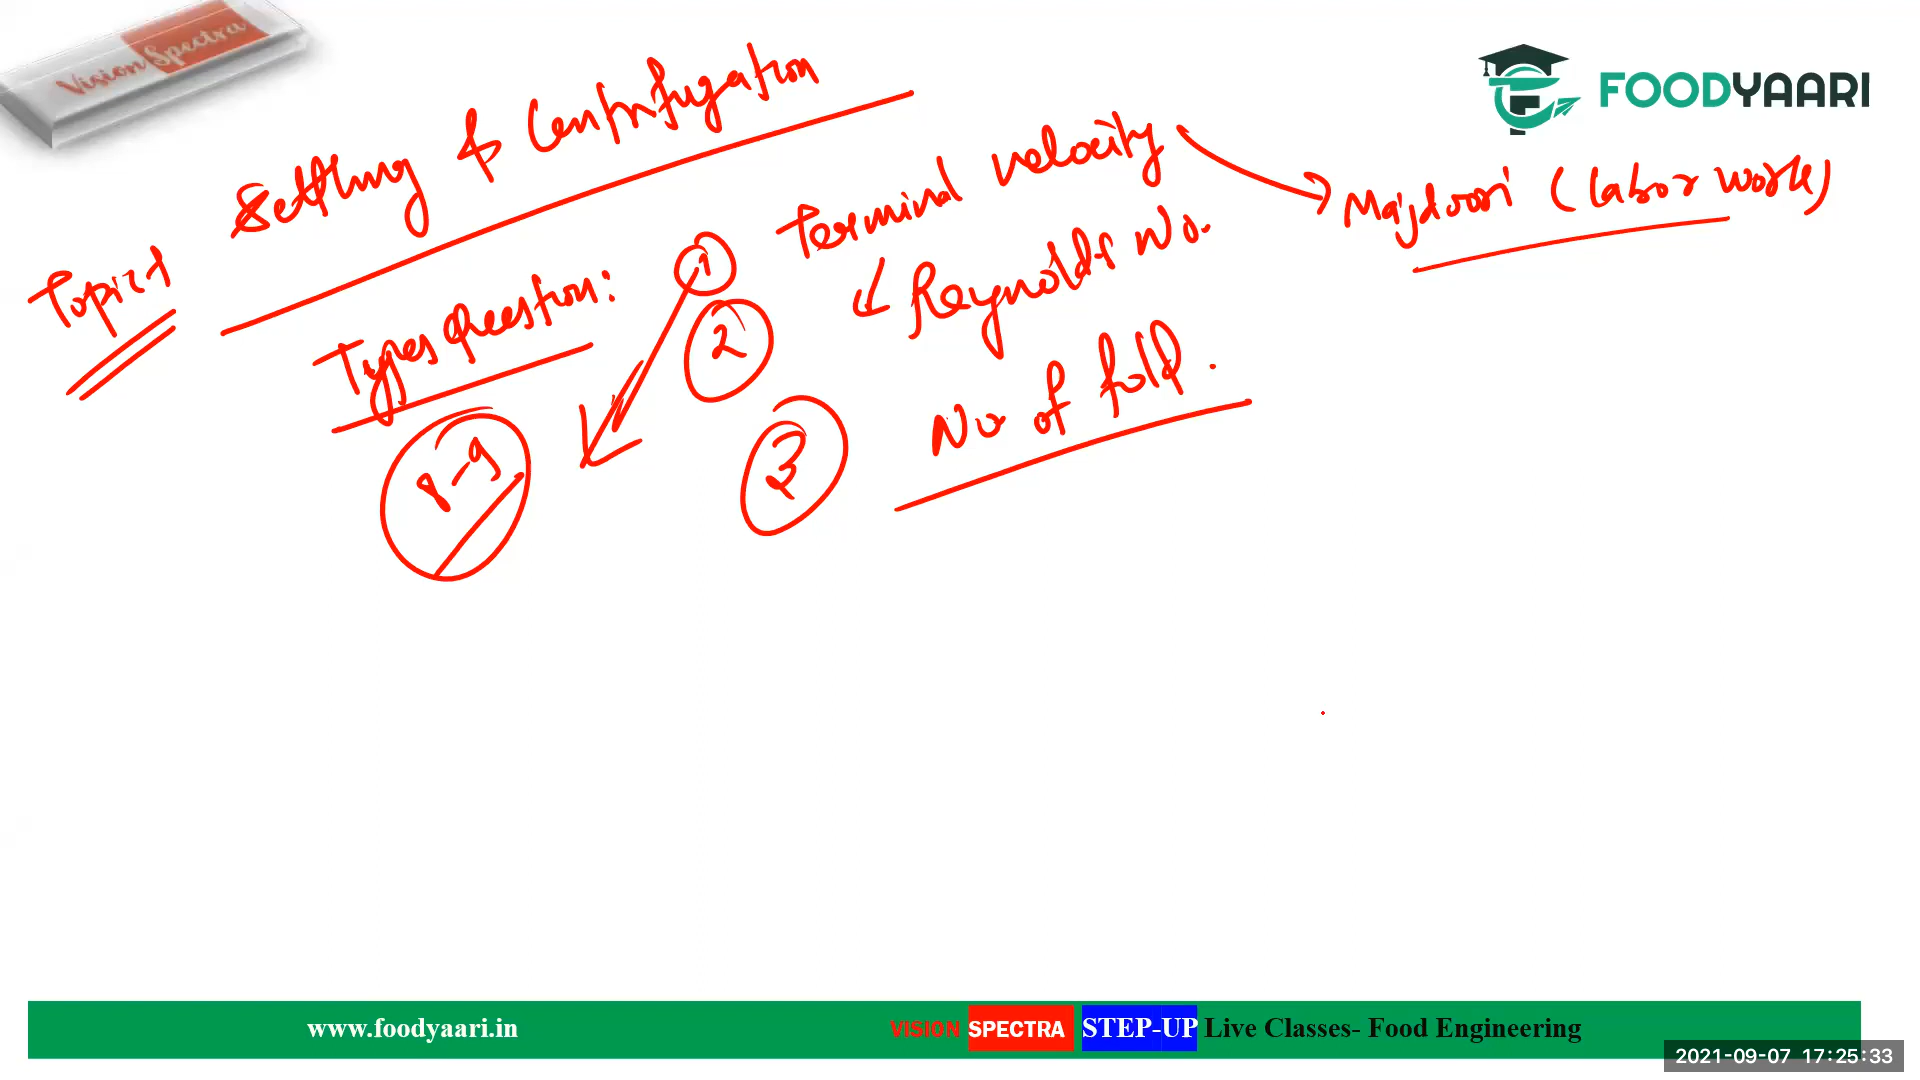 Vision Spectra
FOODYAARI
Settling & Centrifugation
Topics
Types question:
1 Terminal velocity
Majdoori (labor work)
2 Reynolds No.
3 No of fold.
8-9
www.foodyaari.in
VISION SPECTRA STEP-UP Live Classes- Food Engineering
2021-09-07 17:25:33